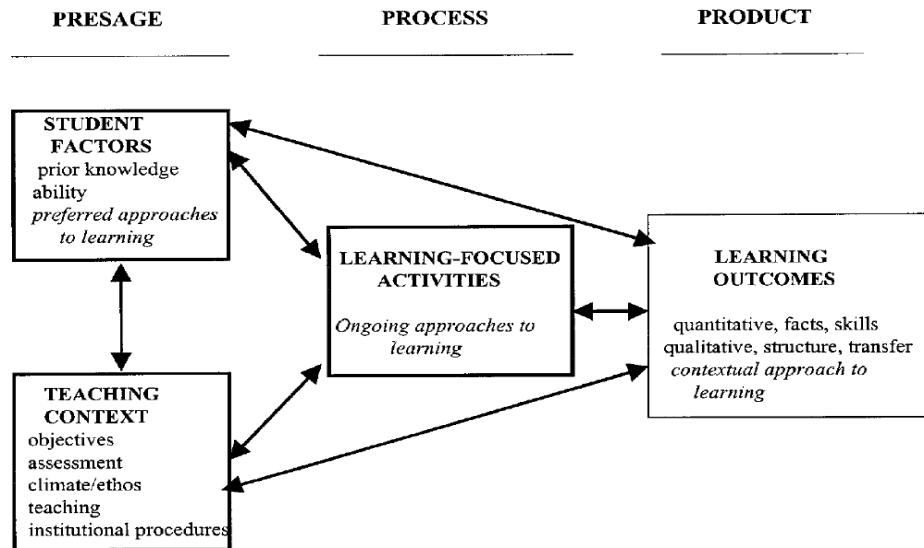 PRESAGE
PROCESS
PRODUCT
STUDENT
FACTORS
prior knowledge
ability
preferred approaches
to learning
LEARNING-FOCUSED
ACTIVITIES
Ongoing approaches to
learning
LEARNING
OUTCOMES
quantitative, facts, skills
qualitative, structure, transfer
contextual approach to
learning
TEACHING
CONTEXT
objectives
assessment
climate/ethos
teaching
institutional procedures